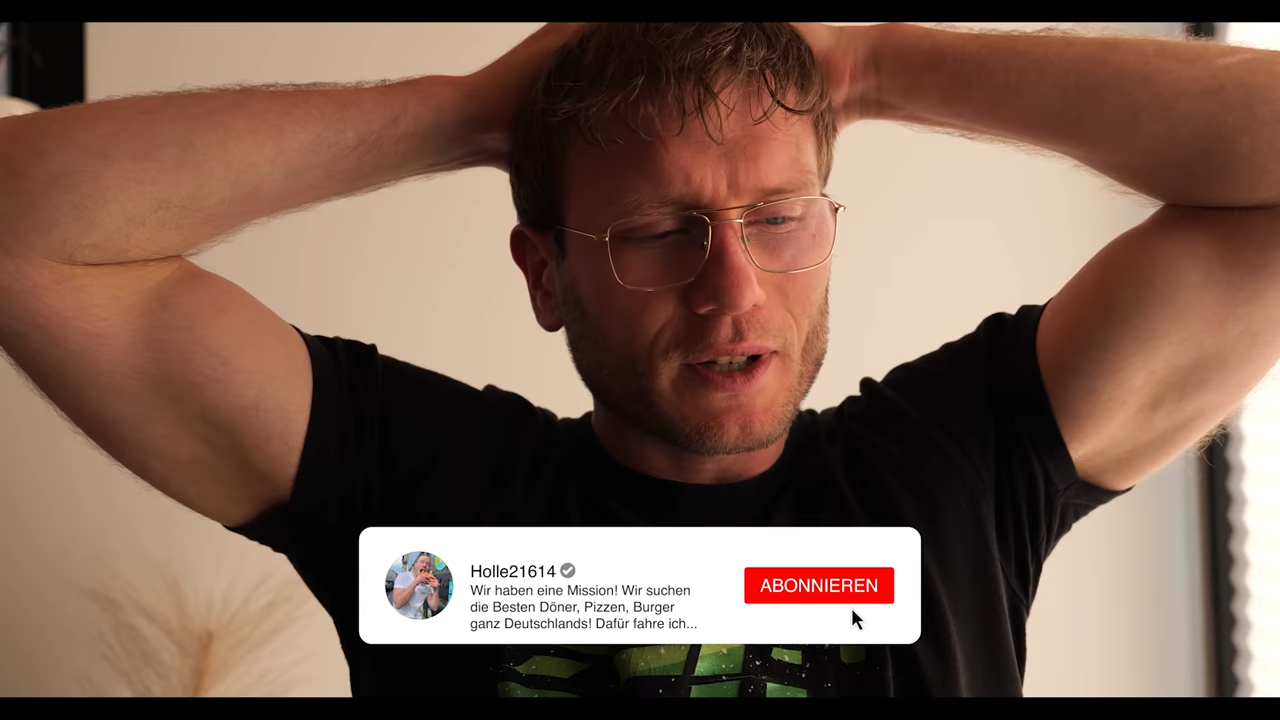 Holle21614
Wir haben eine Mission! Wir suchen
die Besten Döner, Pizzen, Burger
ganz Deutschlands! Dafür fahre ich...
ABONNIEREN